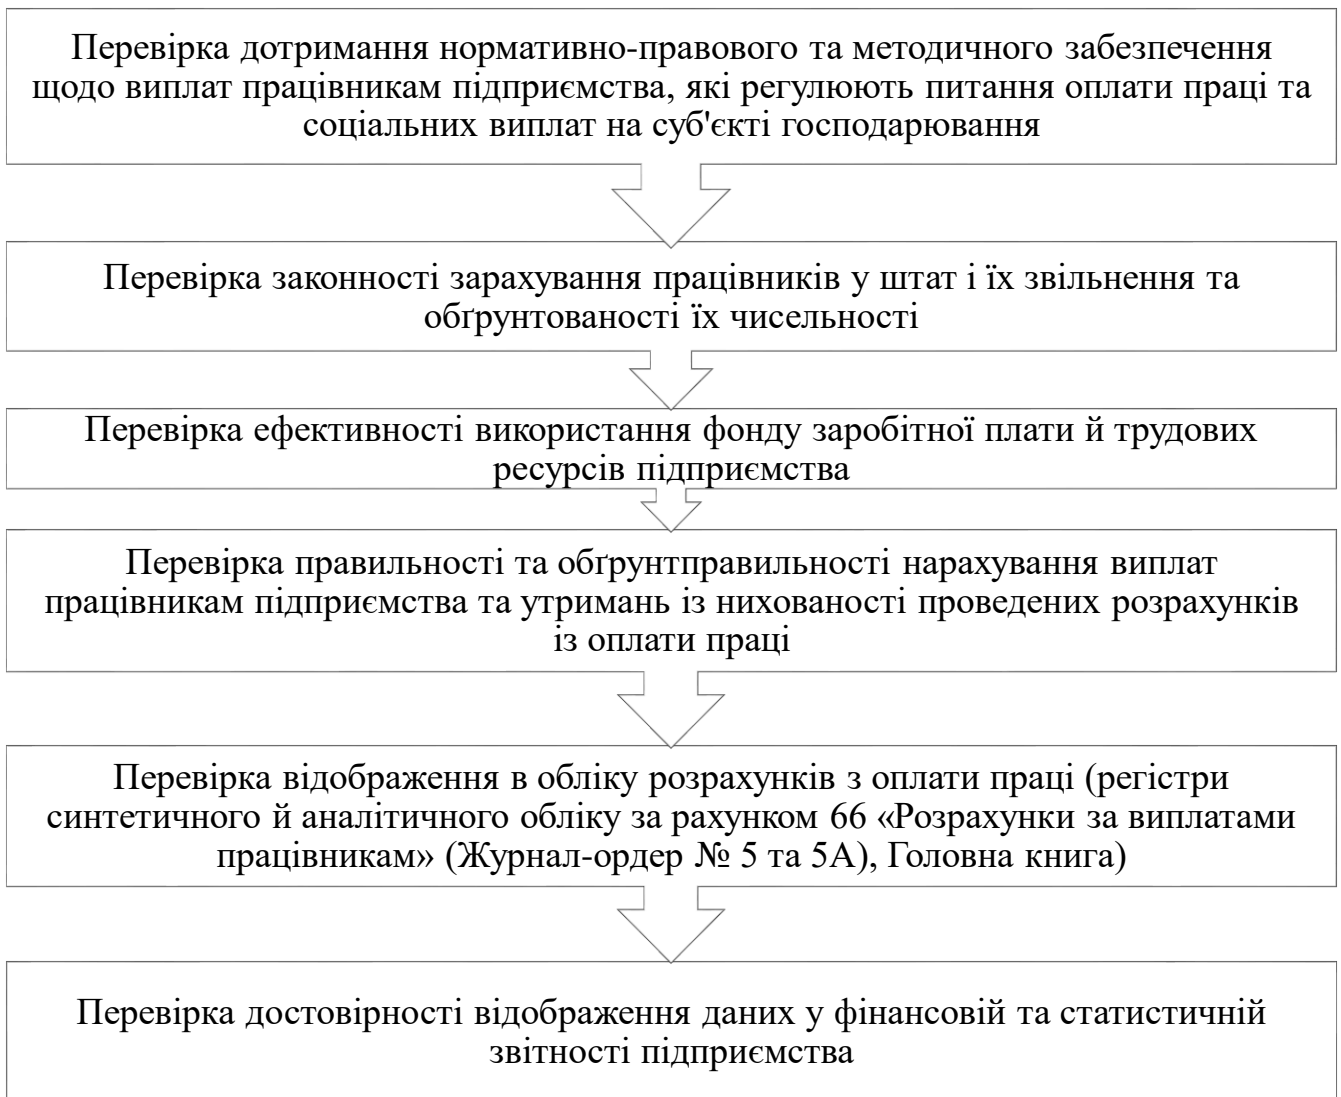 Перевірка дотримання нормативно-правового та методичного забезпечення
щодо виплат працівникам підприємства, які регулюють питання оплати праці та
соціальних виплат на суб'єкті господарювання
Перевірка законності зарахування працівників у штат і їх звільнення та
обґрунтованості їх чисельності
Перевірка ефективності використання фонду заробітної плати й трудових
ресурсів підприємства
Перевірка правильності та обґрунтправильності нарахування виплат
працівникам підприємства та утримань із нихованості проведених розрахунків
із оплати праці
Перевірка відображення в обліку розрахунків з оплати праці (регістри
синтетичного й аналітичного обліку за рахунком 66 «Розрахунки за виплатами
працівникам» (Журнал-ордер № 5 та 5А), Головна книга)
Перевірка достовірності відображення даних у фінансовій та статистичній
звітності підприємства